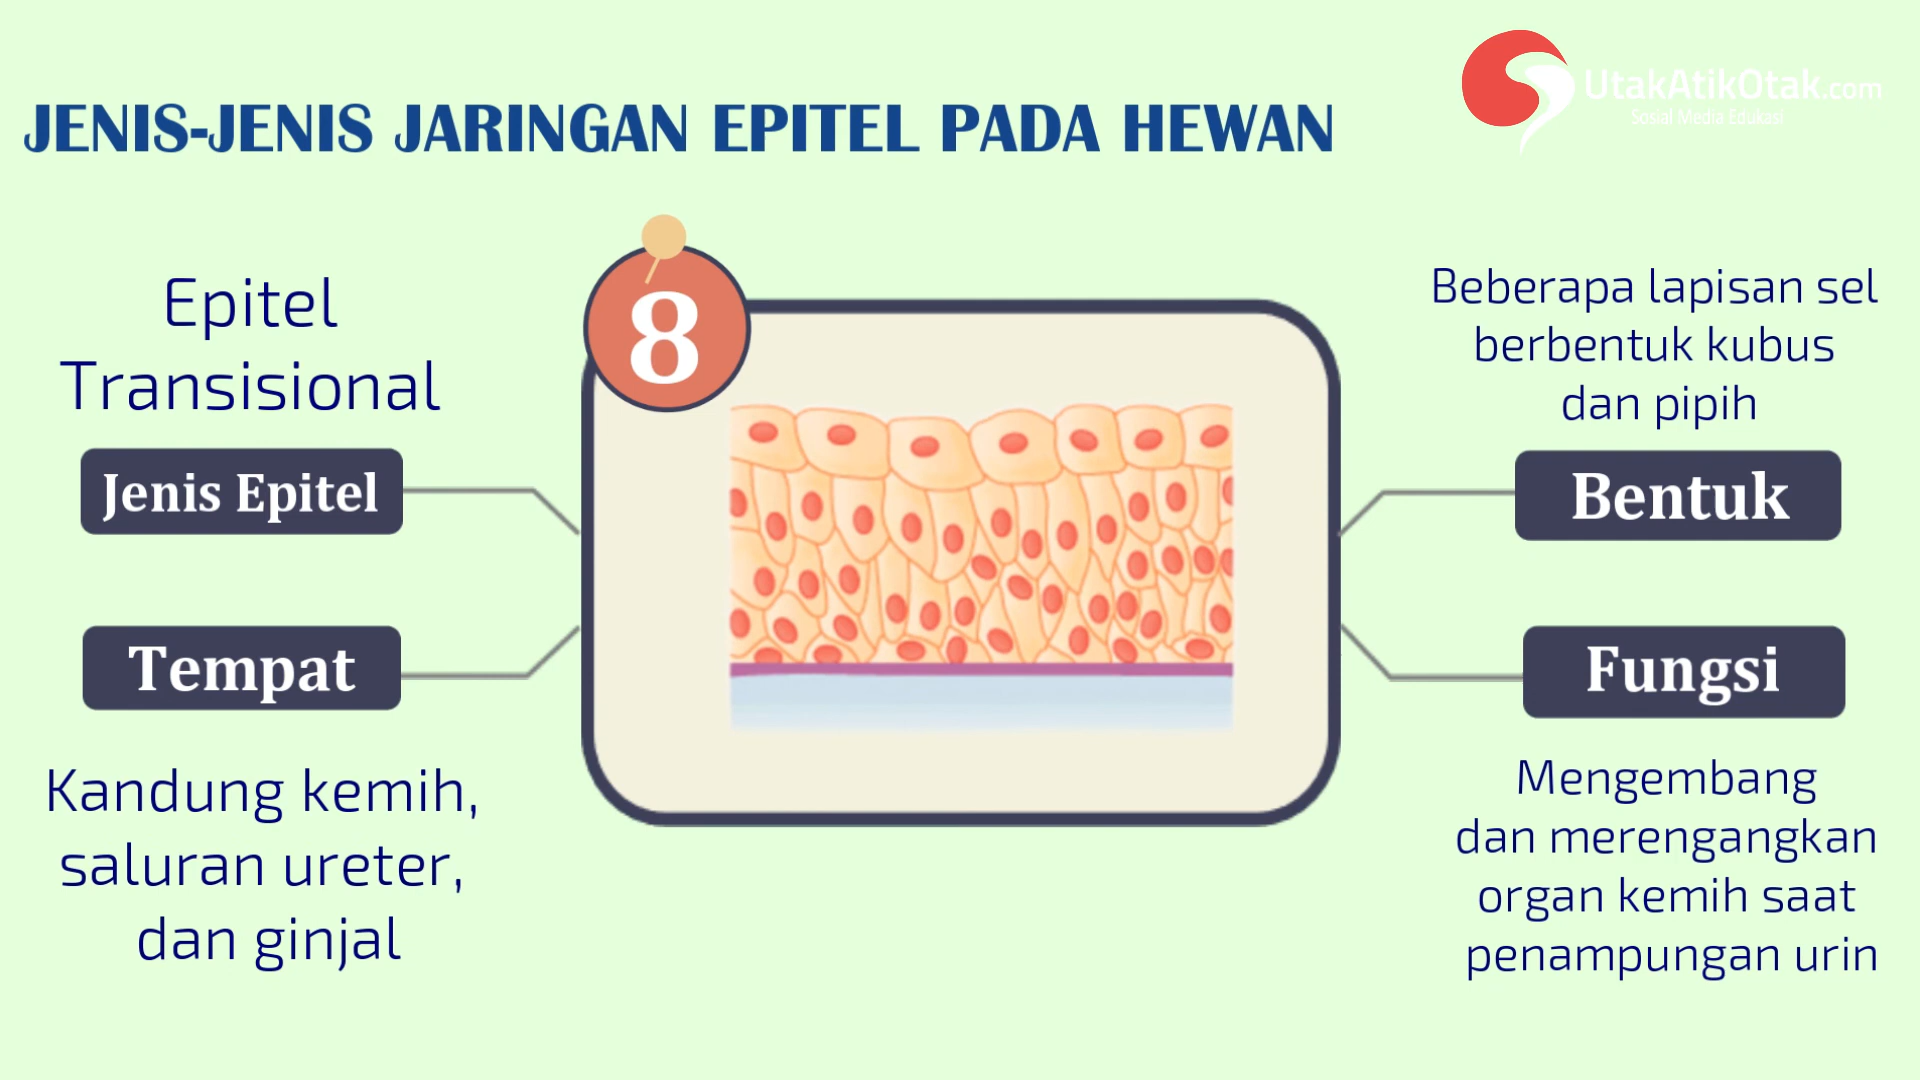 JENIS-JENIS JARINGAN EPITEL PADA HEWAN
UtakAtikOtak.com
Sosial Media Edukasi
8
Epitel
Transisional
Jenis Epitel
Tempat
Kandung kemih,
saluran ureter,
dan ginjal
Beberapa lapisan sel
berbentuk kubus
dan pipih
Bentuk
Fungsi
Mengembang
dan merengangkan
organ kemih saat
penampungan urin